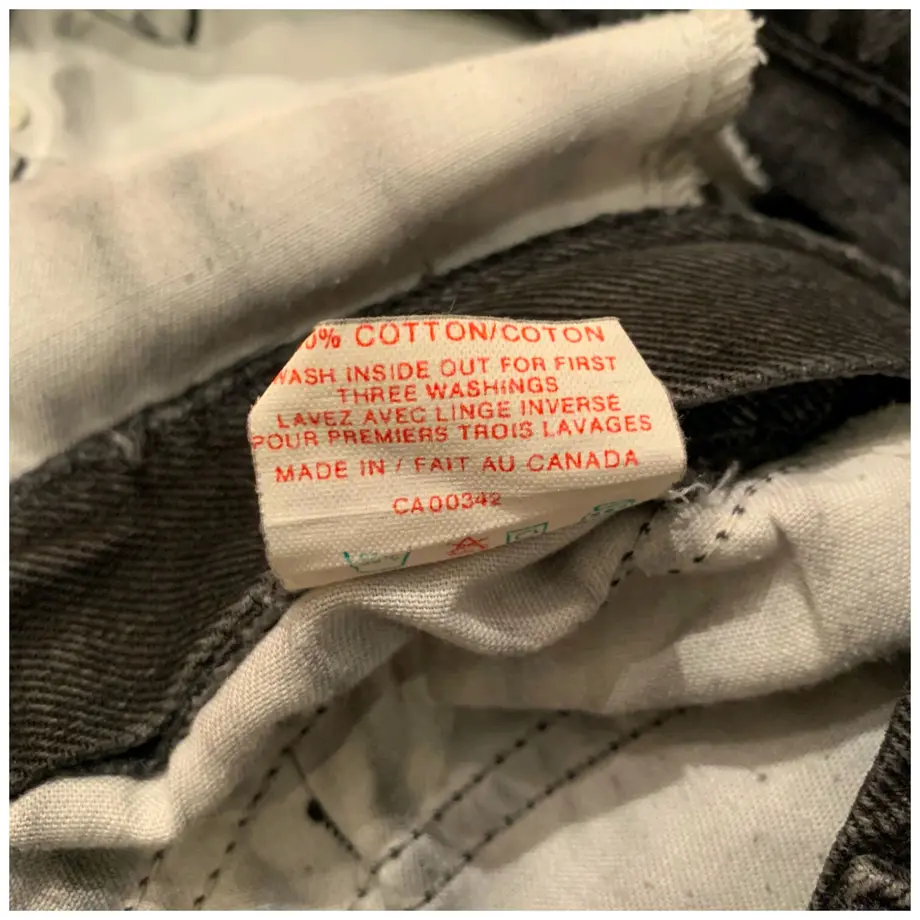 0% COTTON/COTON
WASH INSIDE OUT FOR FIRST
THREE WASHINGS
LAVEZ AVEC LINGE INVERSE
POUR PREMIERS TROIS LAVAGES
MADE IN / FAIT AU CANADA
CA00342